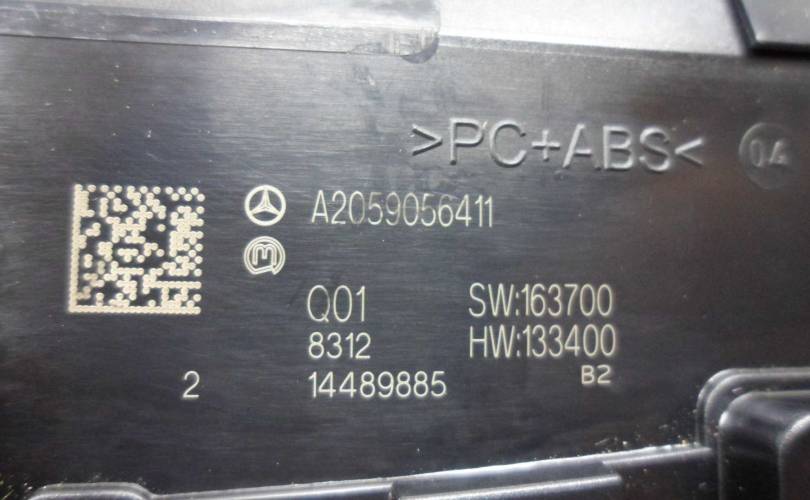 >PC+ABS<
04
A2059056411
Q01 SW:163700
8312 HW:133400
2 14489885 B2